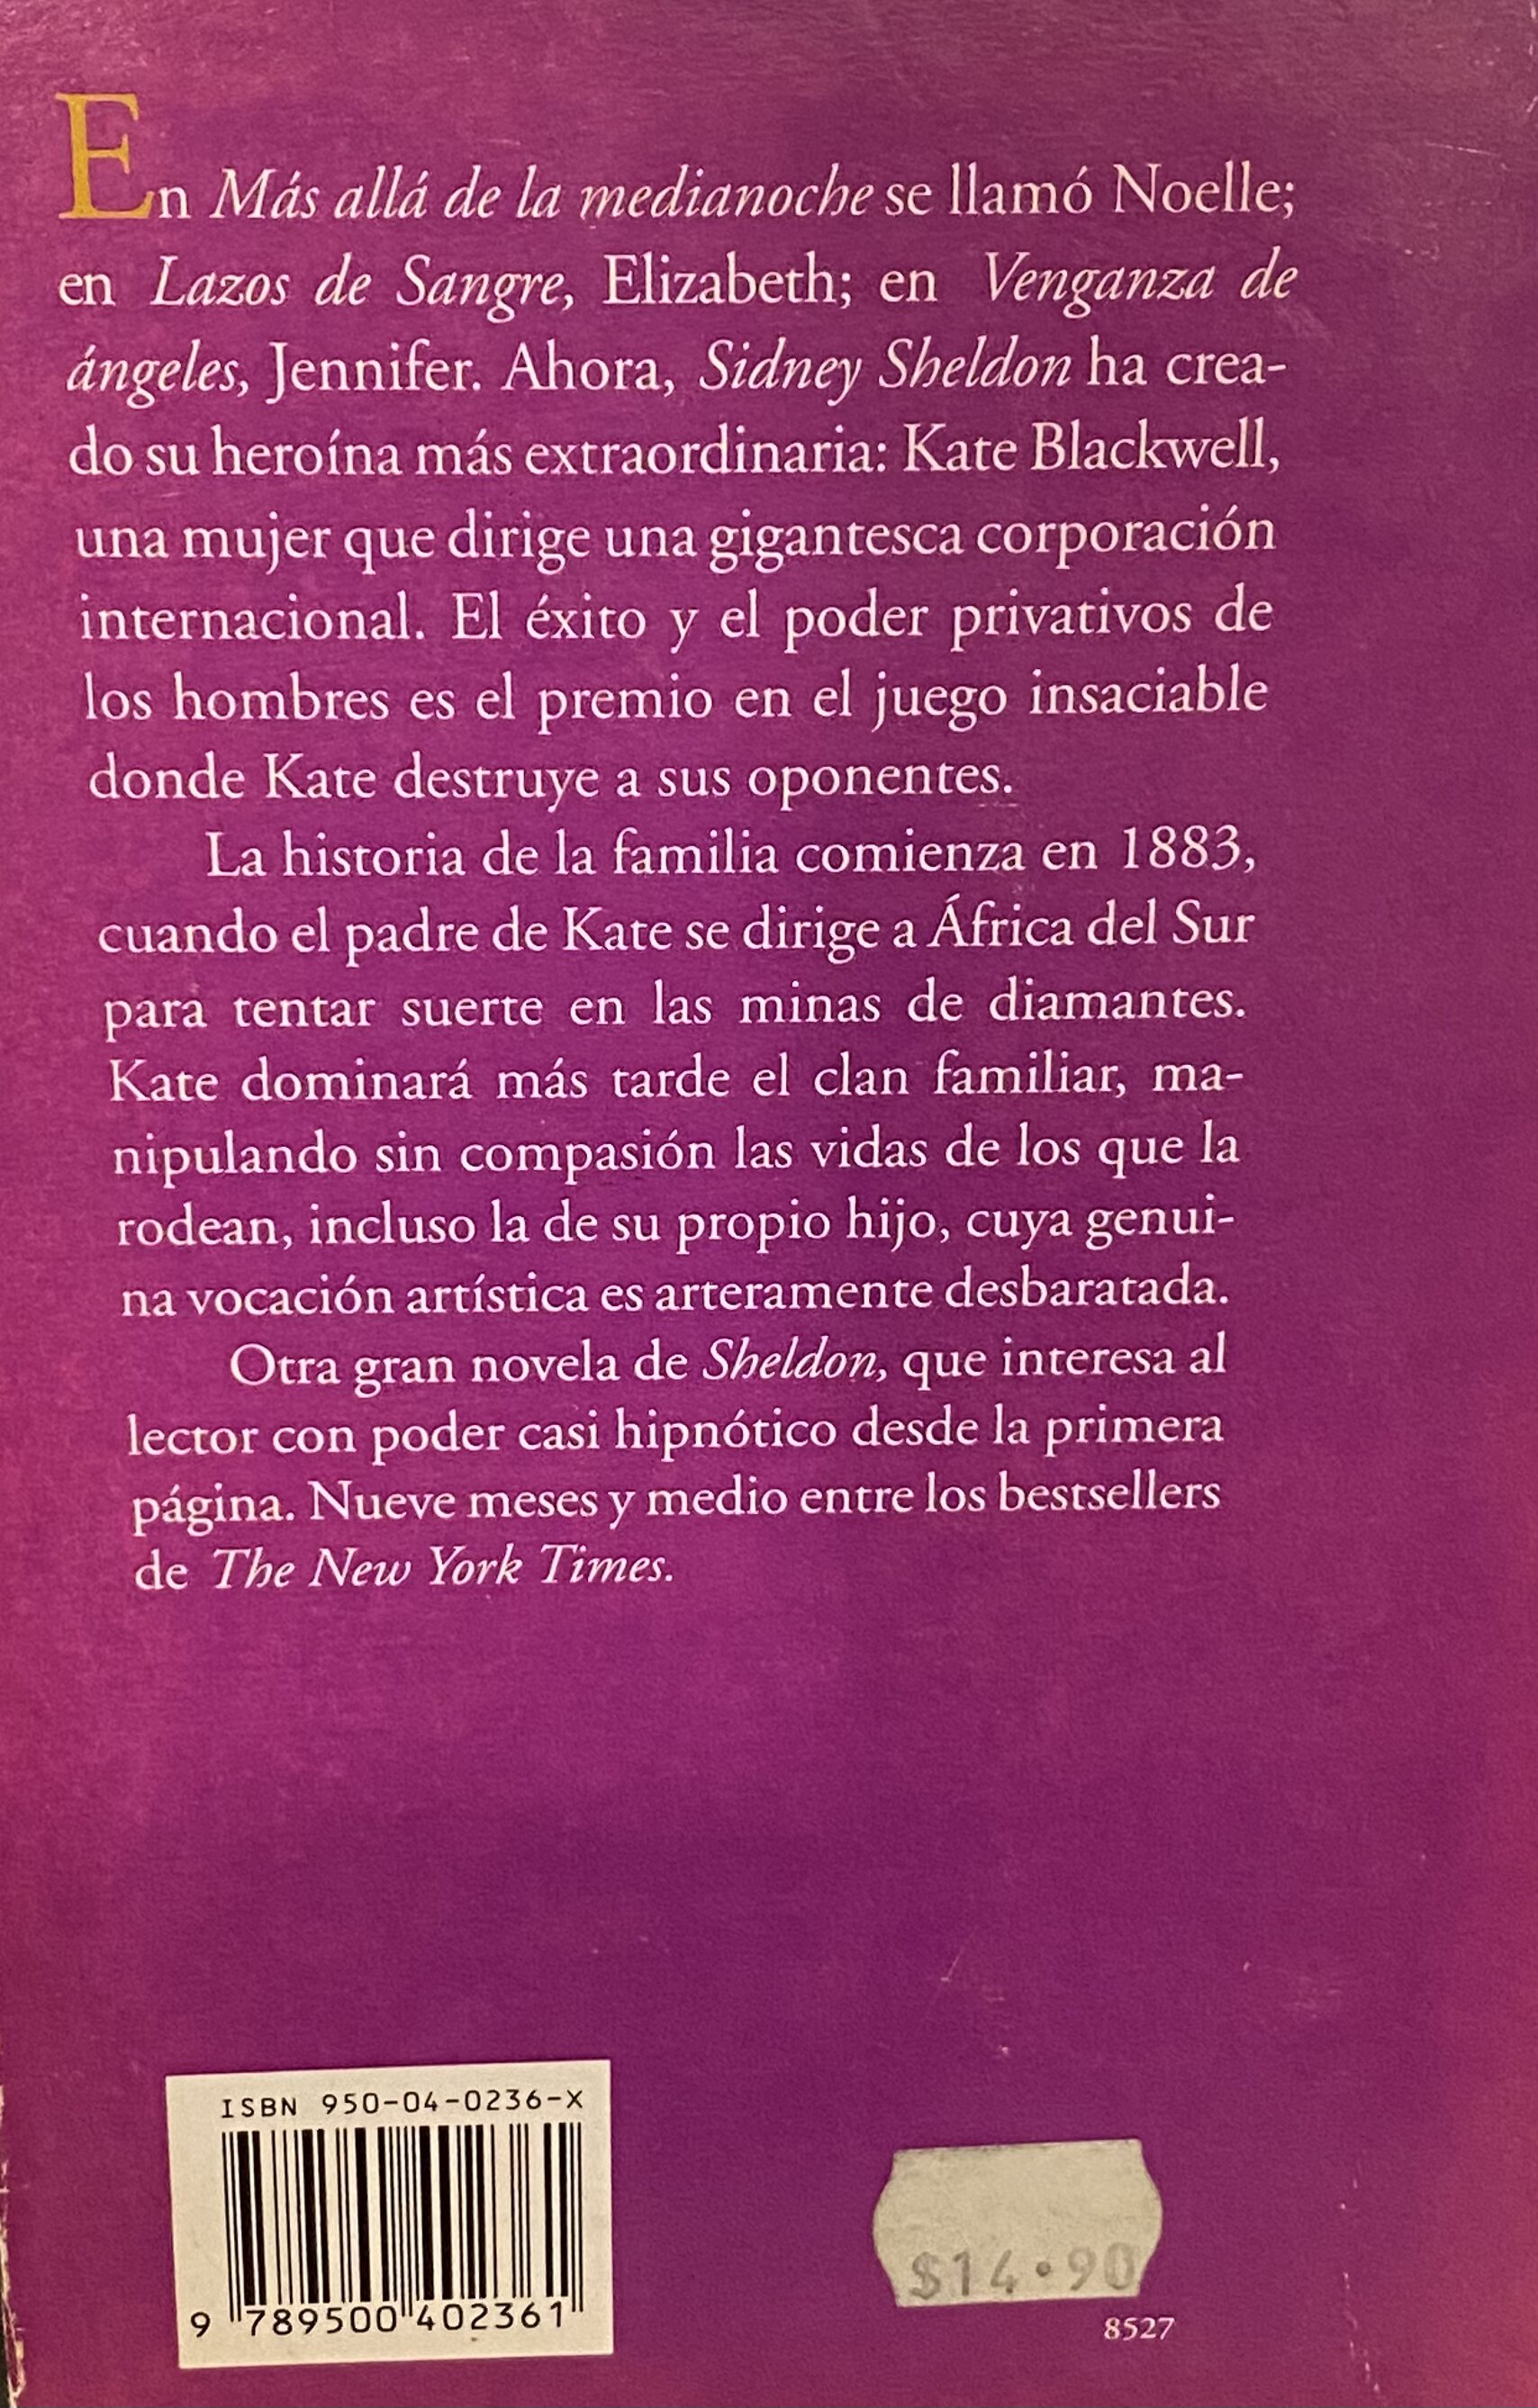 En Más allá de la medianoche se llamó Noelle;
en Lazos de Sangre, Elizabeth; en Venganza de
ángeles, Jennifer. Ahora, Sidney Sheldon ha crea-
do su heroína más extraordinaria: Kate Blackwell,
una mujer que dirige una gigantesca corporación
internacional. El éxito y el poder privativos de
los hombres es el premio en el juego insaciable
donde Kate destruye a sus oponentes.
La historia de la familia comienza en 1883,
cuando el padre de Kate se dirige a África del Sur
para tentar suerte en las minas de diamantes.
Kate dominará más tarde el clan familiar, ma-
nipulando sin compasión las vidas de los que la
rodean, incluso la de su propio hijo, cuya genui-
na vocación artística es arteramente desbaratada.
Otra gran novela de Sheldon, que interesa al
lector con poder casi hipnótico desde la primera
página. Nueve meses y medio entre los bestsellers
de The New York Times.
ISBN 950-04-0236-X
9 789500 402361
$14.90
8527